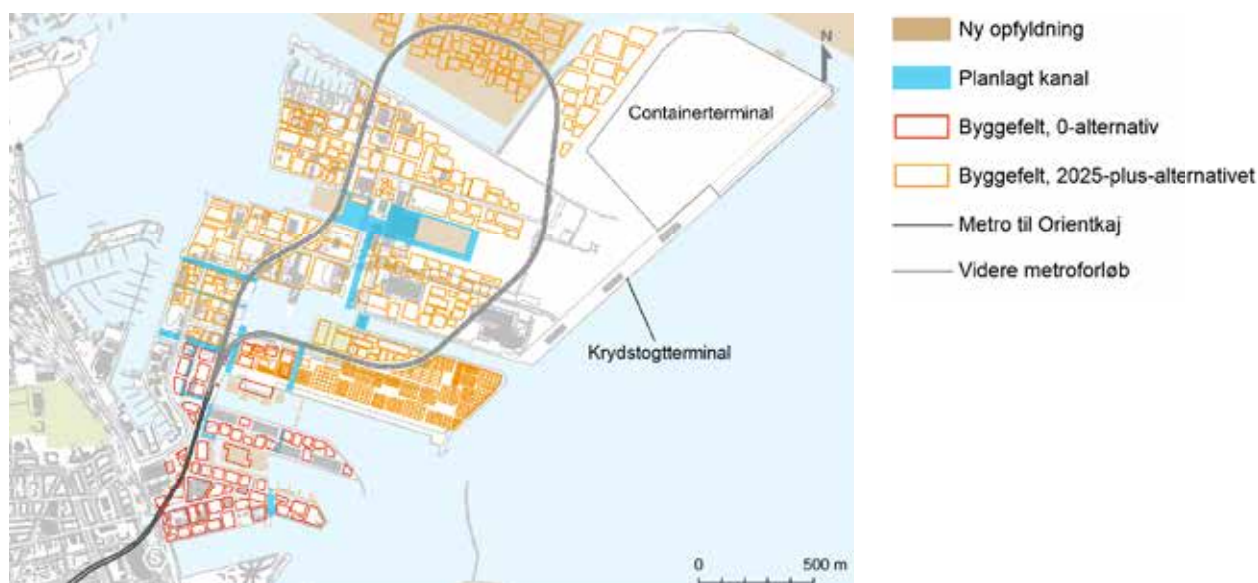 N
Containerterminal
Krydstogtterminal
S
0 500 m
Ny opfyldning
Planlagt kanal
Byggefelt, 0-alternativ
Byggefelt, 2025-plus-alternativet
Metro til Orientkaj
Videre metroforløb